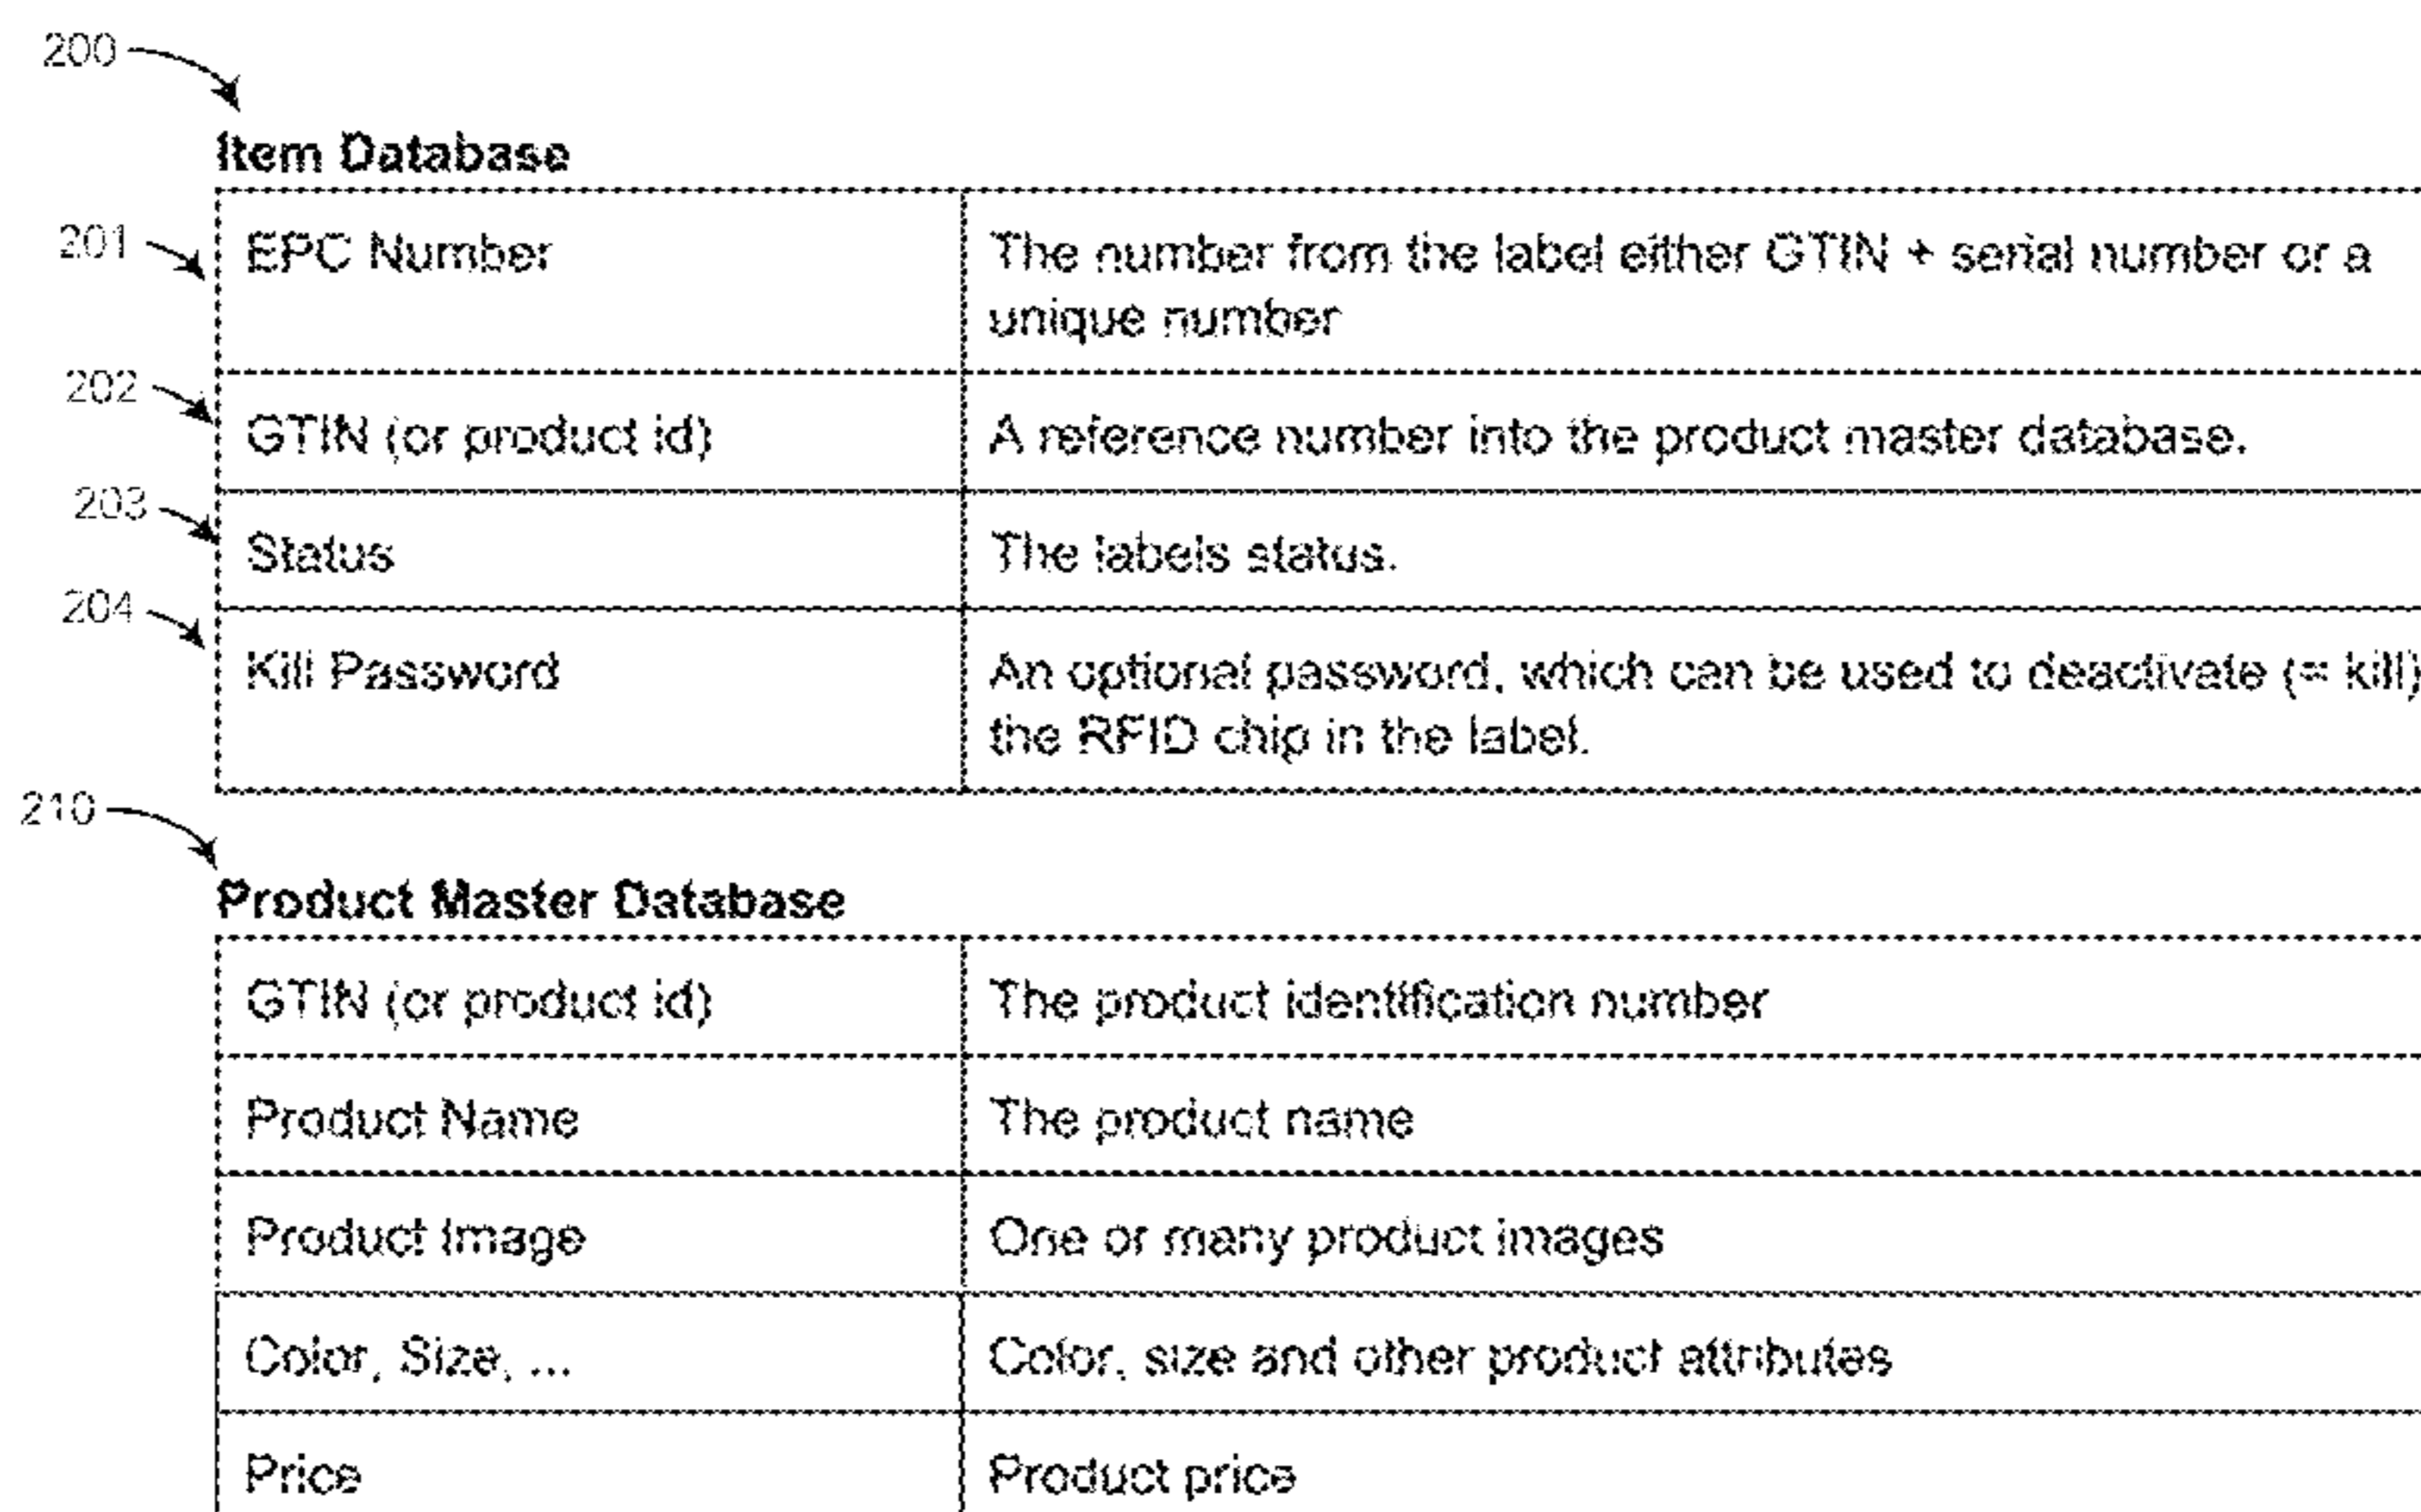 200
Item Database
201
EPC Number
The number from the label either GTIN + serial number or a
unique number
202
GTIN (or product id)
A reference number into the product master database.
203
Status
The labels status.
204
Kill Password
An optional password, which can be used to deactivate (= kill)
the RFID chip in the label.
210
Product Master Database
GTIN (or product id)
The product identification number
Product Name
The product name
Product Image
One or many product images
Color, Size, ...
Color, size and other product attributes
Price
Product price